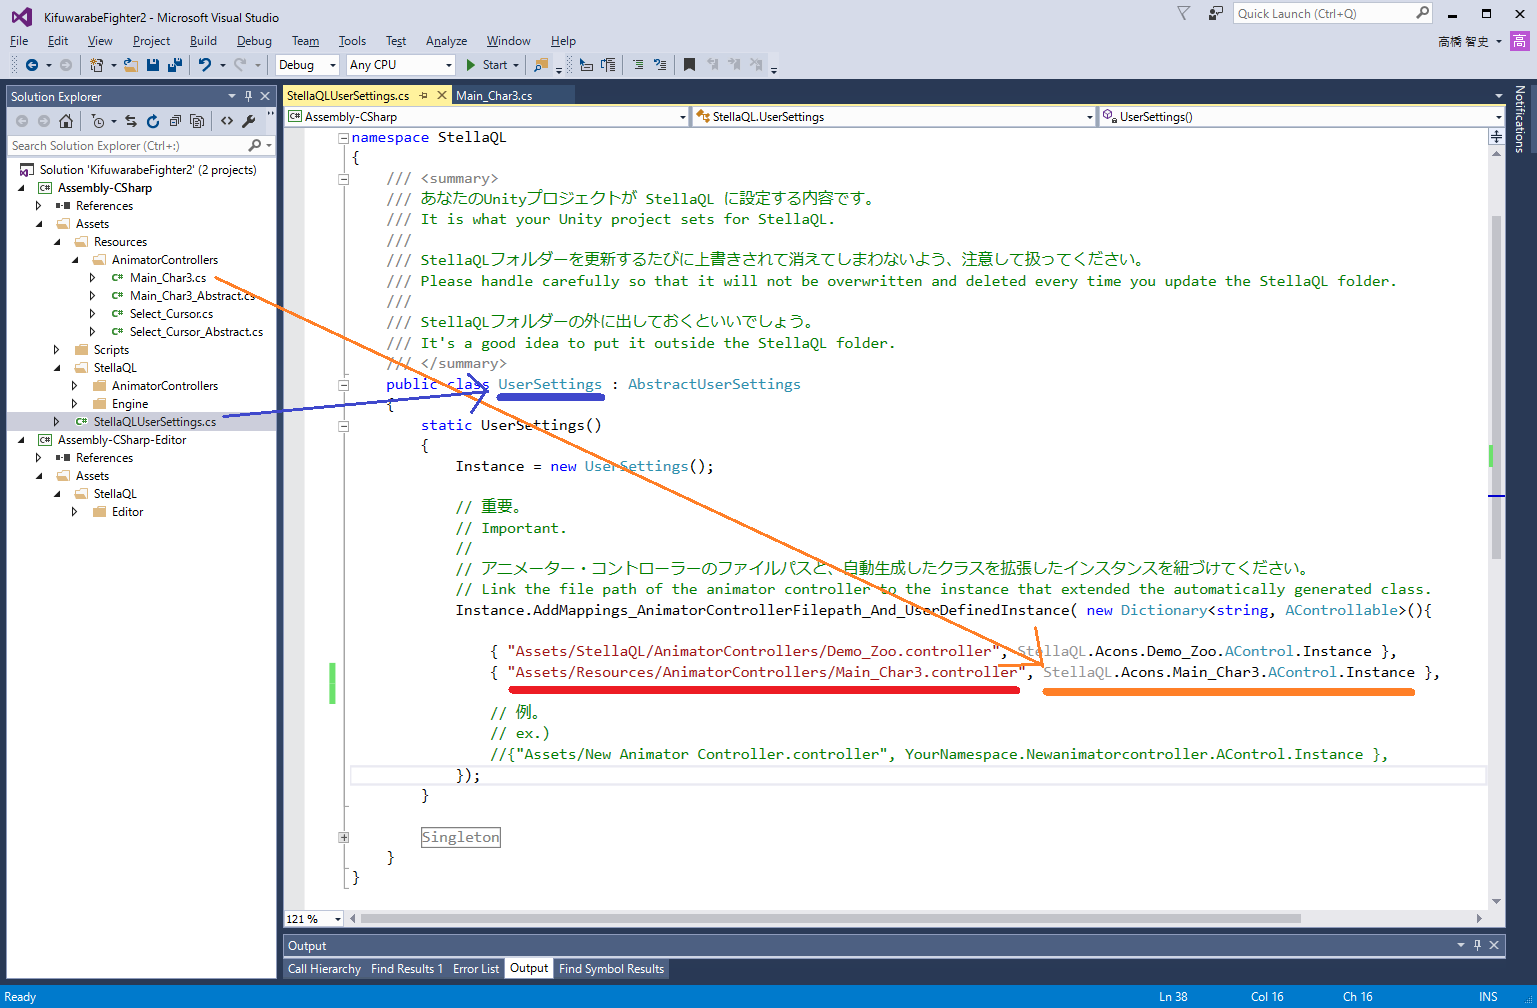 KifuwarabeFighter2 - Microsoft Visual Studio
Quick Launch (Ctrl+Q)
File Edit View Project Build Debug Team Tools Test Analyze Window Help
高橋 智史 高
Debug Any CPU Start
Solution Explorer
Search Solution Explorer (Ctrl+:)
Solution 'KifuwarabeFighter2' (2 projects)
C# Assembly-CSharp
References
Assets
Resources
AnimatorControllers
C# Main_Char3.cs
C# Main_Char3_Abstract.cs
C# Select_Cursor.cs
C# Select_Cursor_Abstract.cs
Scripts
StellaQL
AnimatorControllers
Engine
C# StellaQLUserSettings.cs
C# Assembly-CSharp-Editor
References
Assets
StellaQL
Editor
StellaQLUserSettings.cs Main_Char3.cs
C# Assembly-CSharp StellaQL.UserSettings UserSettings()
namespace StellaQL
{
/// <summary>
/// あなたのUnityプロジェクトが StellaQL に設定する内容です。
/// It is what your Unity project sets for StellaQL.
///
/// StellaQLフォルダーを更新するたびに上書きされて消えてしまわないよう、注意して扱ってください。
/// Please handle carefully so that it will not be overwritten and deleted every time you update the StellaQL folder.
///
/// StellaQLフォルダーの外に出しておくといいでしょう。
/// It's a good idea to put it outside the StellaQL folder.
/// </summary>
public class UserSettings : AbstractUserSettings
{
static UserSettings()
{
Instance = new UserSettings();
// 重要。
// Important.
//
// アニメーター・コントローラーのファイルパスと、自動生成したクラスを拡張したインスタンスを紐づけてください。
// Link the file path of the animator controller to the instance that extended the automatically generated class.
Instance.AddMappings_AnimatorControllerFilepath_And_UserDefinedInstance( new Dictionary<string, AControllable>(){
{ "Assets/StellaQL/AnimatorControllers/Demo_Zoo.controller", StellaQL.Acons.Demo_Zoo.AControl.Instance },
{ "Assets/Resources/AnimatorControllers/Main_Char3.controller", StellaQL.Acons.Main_Char3.AControl.Instance },
// 例。
// ex.)
//{"Assets/New Animator Controller.controller", YourNamespace.Newanimatorcontroller.AControl.Instance },
});
}
Singleton
}
}
121 %
Notifications
Output
Call Hierarchy Find Results 1 Error List Output Find Symbol Results
Ready Ln 38 Col 16 Ch 16 INS